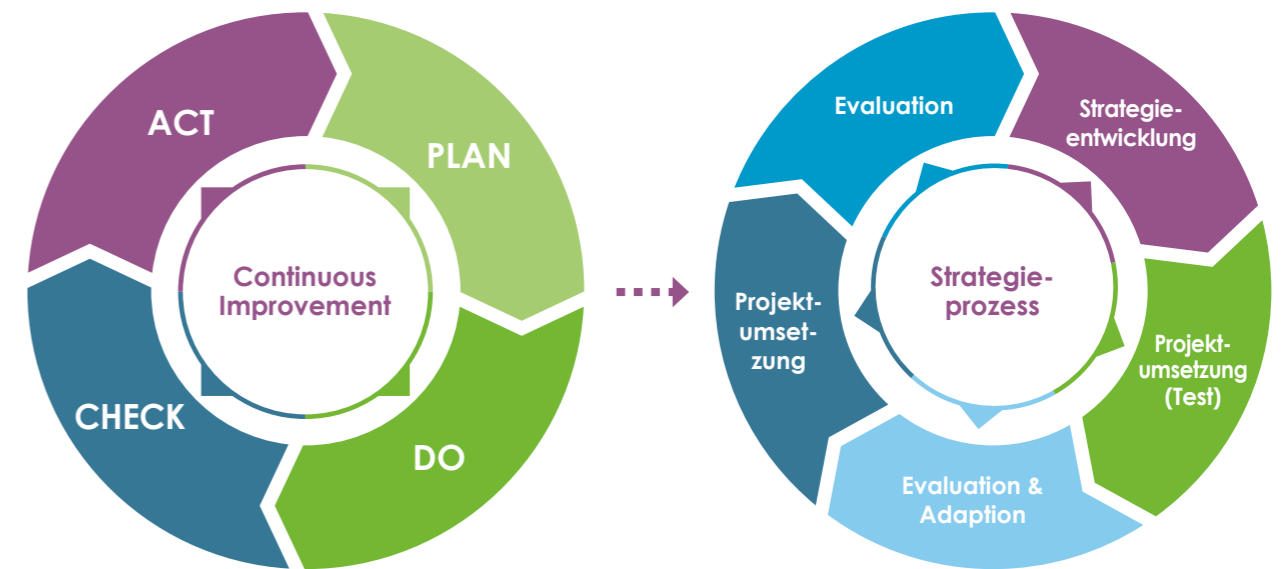 ACT
PLAN
Continuous
Improvement
CHECK
DO
Evaluation
Strategie-
entwicklung
Strategie-
prozess
Projekt-
umset-
zung
Projekt-
umsetzung
(Test)
Evaluation &
Adaption